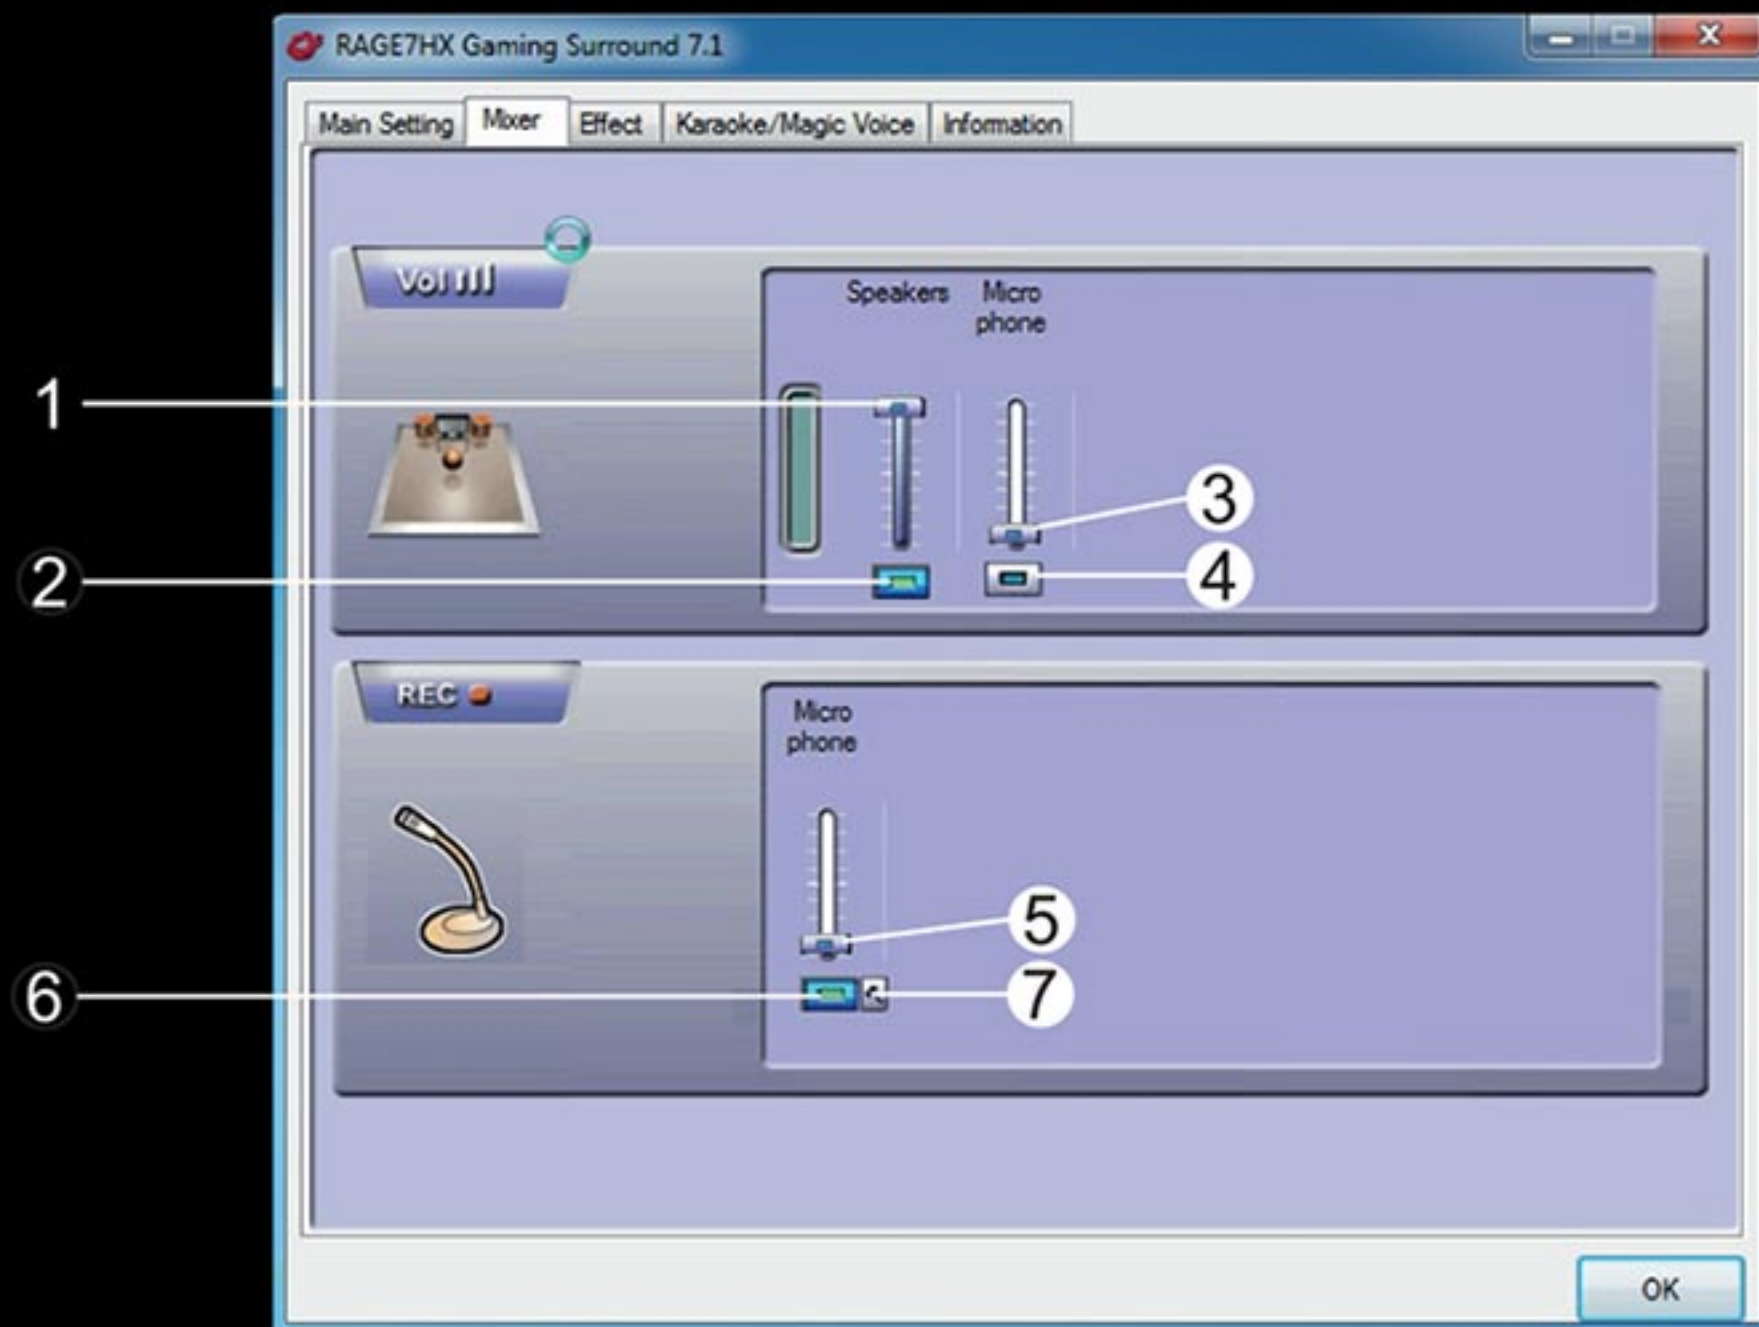 RAGE7HX Gaming Surround 7.1
Main Setting Mixer Effect Karaoke/Magic Voice Information
Vol
Speakers Micro
phone
1
3
2
4
REC
Micro
phone
5
6
7
OK